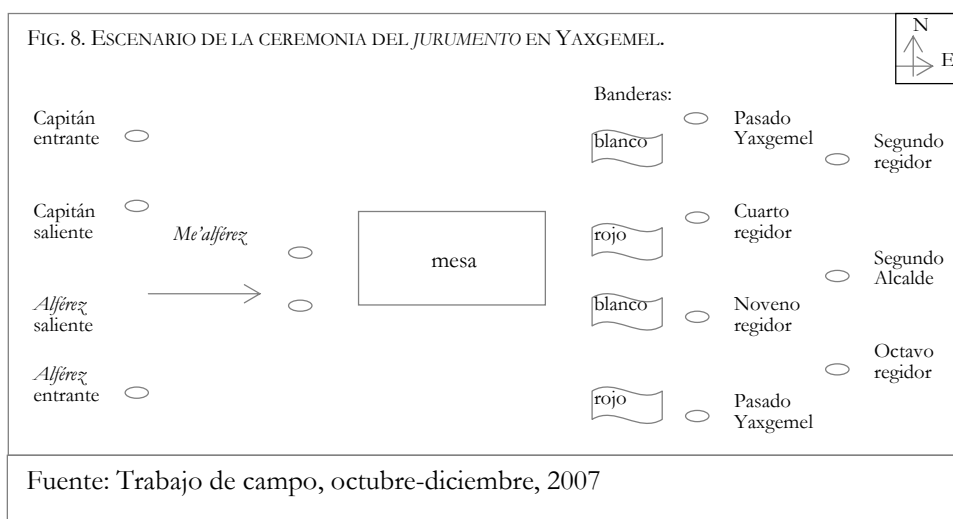 FIG. 8. ESCENARIO DE LA CEREMONIA DEL JURUMENTO EN YAXGEMEL.
N
E
Banderas:
Capitán
entrante
Capitán
saliente
Me'alférez
Alférez
saliente
Alférez
entrante
mesa
blanco
rojo
blanco
rojo
Pasado
Yaxgemel
Cuarto
regidor
Noveno
regidor
Pasado
Yaxgemel
Segundo
regidor
Segundo
Alcalde
Octavo
regidor
Fuente: Trabajo de campo, octubre-diciembre, 2007